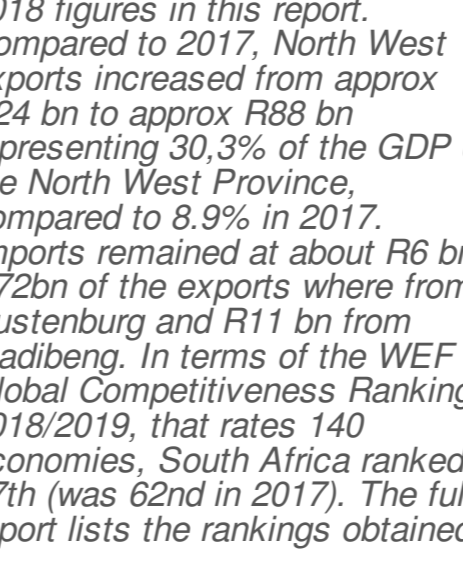 018 figures in this report.
ompared to 2017, North West
xports increased from approx
24 bn to approx R88 bn
presenting 30,3% of the GDP
e North West Province,
ompared to 8.9% in 2017.
nports remained at about R6 bn
72bn of the exports where from
ustenburg and R11 bn from
adibeng. In terms of the WEF
lobal Competitiveness Ranking
018/2019, that rates 140
conomies, South Africa ranked
7th (was 62nd in 2017). The ful
port lists the rankings obtained